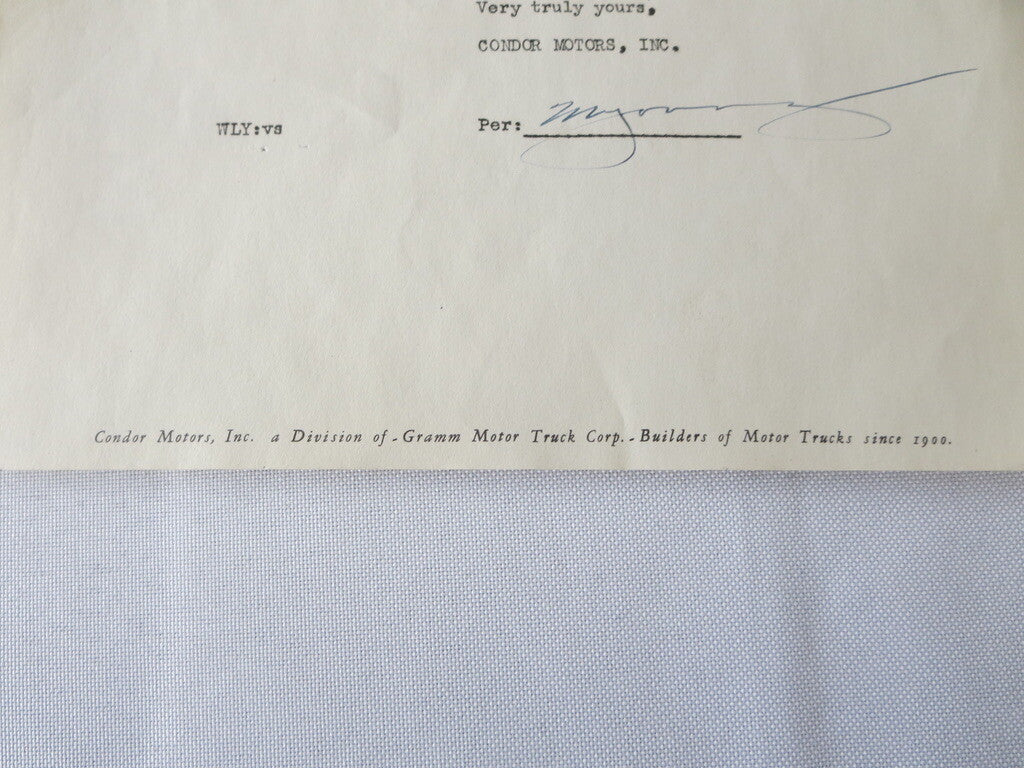 Very truly yours,
CONDOR MOTORS, INC.
WLY:vs Per:
Condor Motors, Inc. a Division of - Gramm Motor Truck Corp. - Builders of Motor Trucks since 1900.